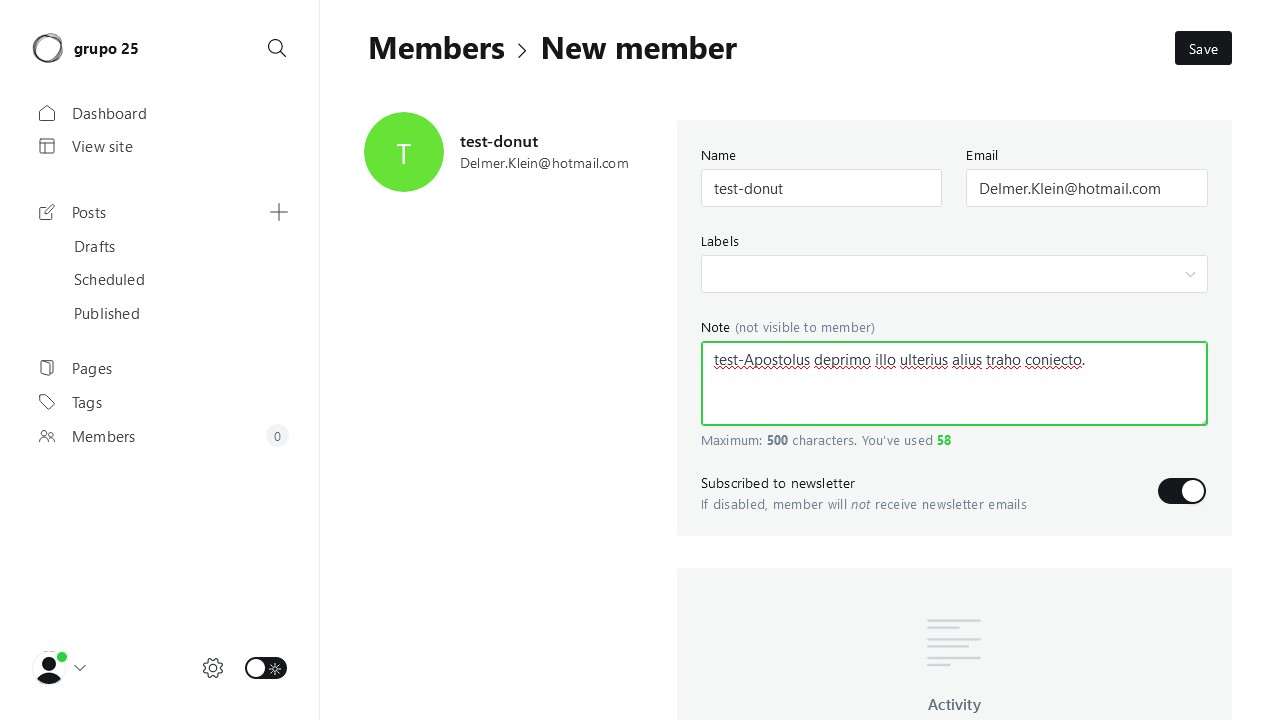 grupo 25
Dashboard
View site
Posts
Drafts
Scheduled
Published
Pages
Tags
Members
0
Members > New member
Save
T
test-donut
Delmer.Klein@hotmail.com
Name
test-donut
Email
Delmer.Klein@hotmail.com
Labels
Note (not visible to member)
test-Apostolus deprimo illo ulterius alius traho coniecto.
Maximum: 500 characters. You've used 58
Subscribed to newsletter
If disabled, member will not receive newsletter emails
Activity